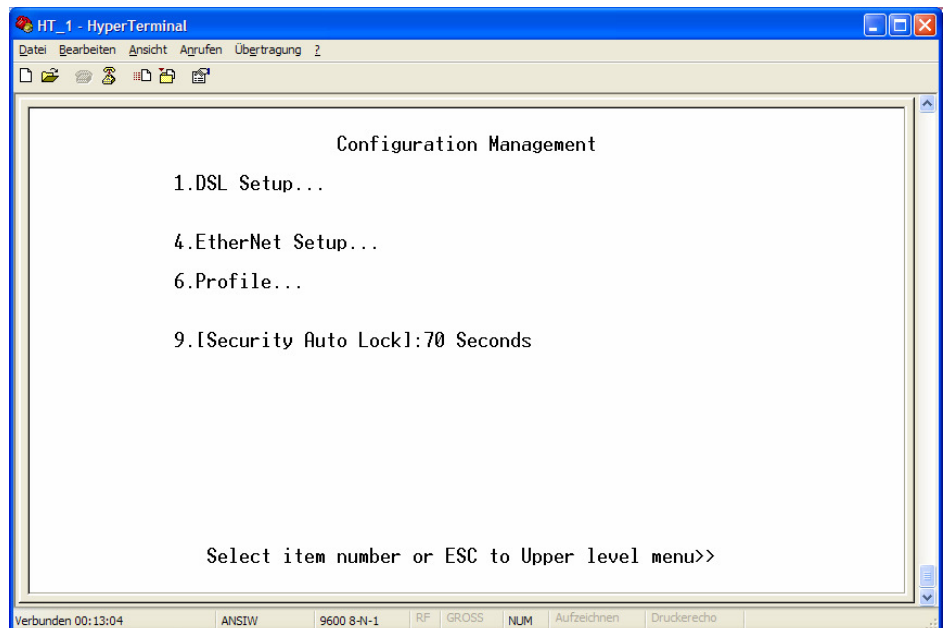 HT_1 - HyperTerminal
Datei Bearbeiten Ansicht Anrufen Übertragung ?
Configuration Management
1.DSL Setup...
4.EtherNet Setup...
6.Profile...
9.[Security Auto Lock]:70 Seconds
Select item number or ESC to Upper level menu>>
Verbunden 00:13:04 ANSIW 9600 8-N-1 RF GROSS NUM Aufzeichnen Druckerecho